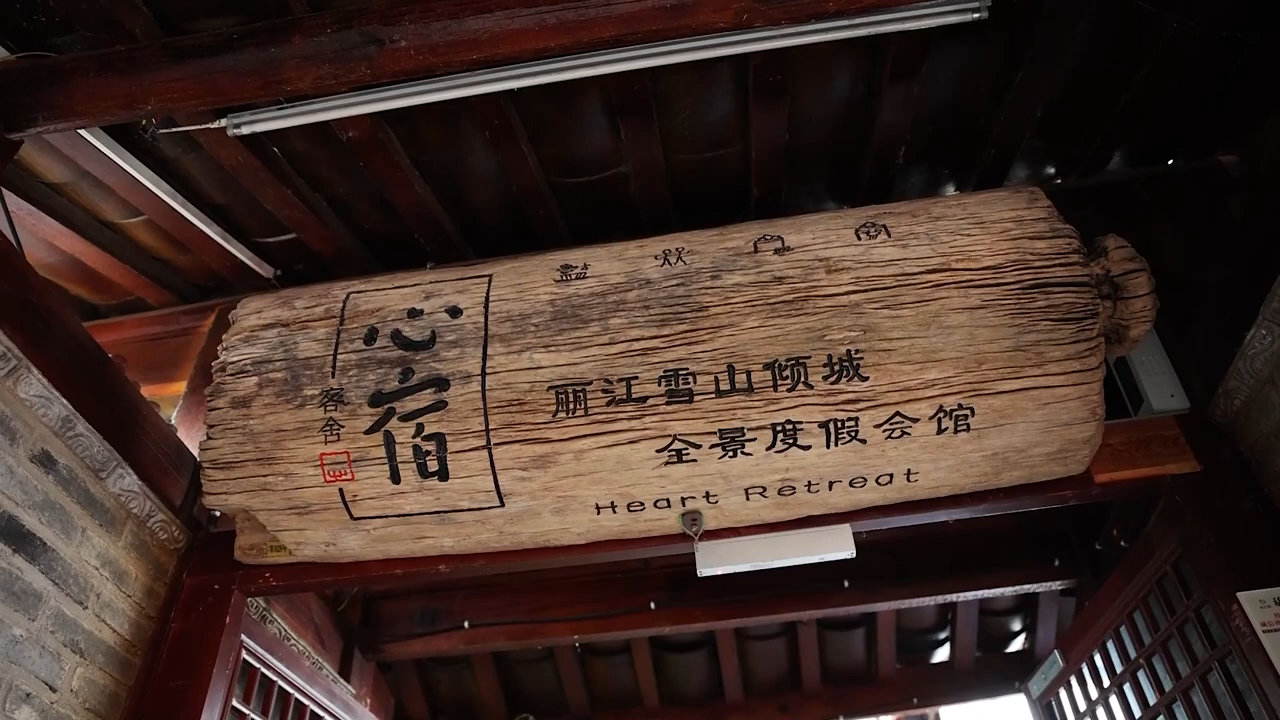 心宿
客舍
丽江雪山倾城
全景度假会馆
Heart Retreat